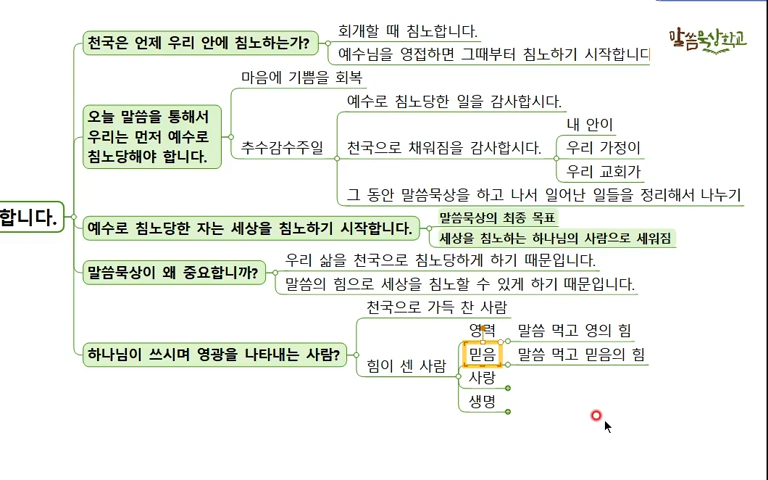 말씀묵상학교
합니다.
천국은 언제 우리 안에 침노하는가?
회개할 때 침노합니다.
예수님을 영접하면 그때부터 침노하기 시작합니다
오늘 말씀을 통해서
우리는 먼저 예수로
침노당해야 합니다.
마음에 기쁨을 회복
추수감수주일
예수로 침노당한 일을 감사합시다.
천국으로 채워짐을 감사합시다.
내 안이
우리 가정이
우리 교회가
그 동안 말씀묵상을 하고 나서 일어난 일들을 정리해서 나누기
예수로 침노당한 자는 세상을 침노하기 시작합니다.
말씀묵상의 최종 목표
세상을 침노하는 하나님의 사람으로 세워짐
말씀묵상이 왜 중요합니까?
우리 삶을 천국으로 침노당하게 하기 때문입니다.
말씀의 힘으로 세상을 침노할 수 있게 하기 때문입니다.
하나님이 쓰시며 영광을 나타내는 사람?
천국으로 가득 찬 사람
힘이 센 사람
영력
말씀 먹고 영의 힘
믿음
말씀 먹고 믿음의 힘
사랑
생명